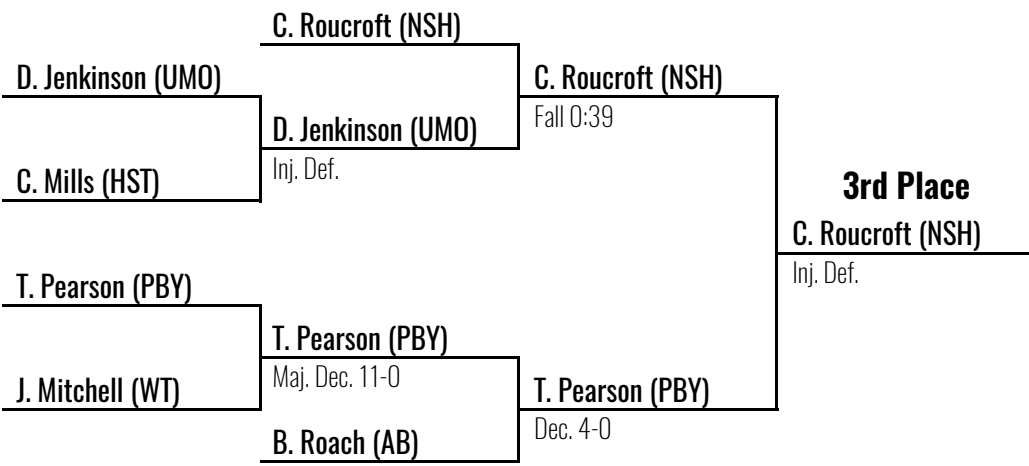 C. Roucroft (NSH)
D. Jenkinson (UMO)
C. Roucroft (NSH)
Fall 0:39
D. Jenkinson (UMO)
Inj. Def.
C. Mills (HST)
3rd Place
C. Roucroft (NSH)
Inj. Def.
T. Pearson (PBY)
T. Pearson (PBY)
Maj. Dec. 11-0
J. Mitchell (WT)
T. Pearson (PBY)
Dec. 4-0
B. Roach (AB)